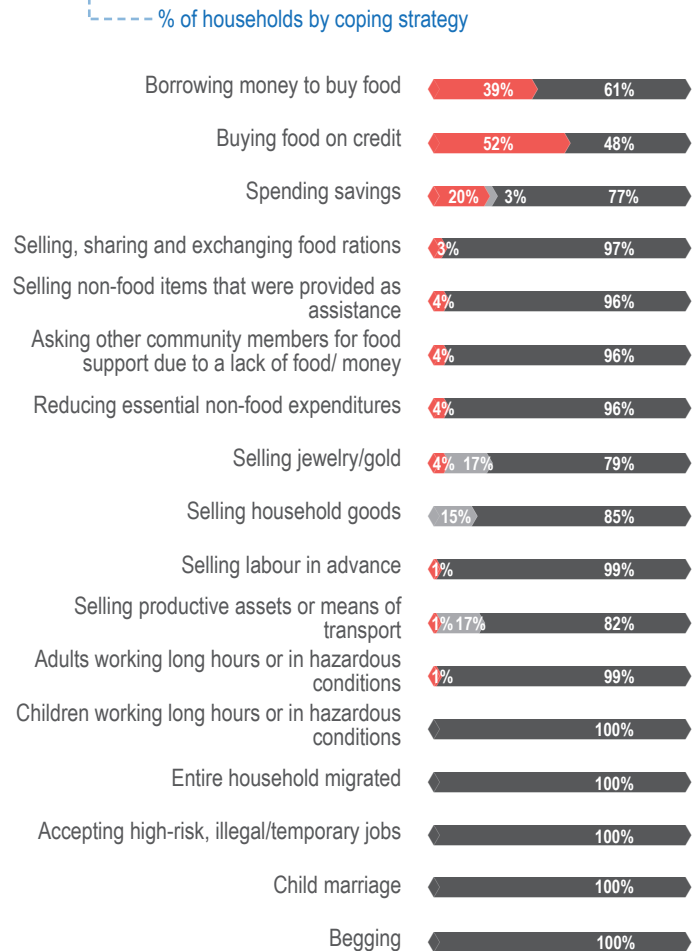 % of households by coping strategy
Borrowing money to buy food 39% 61%
Buying food on credit 52% 48%
Spending savings 20% 3% 77%
Selling, sharing and exchanging food rations 3% 97%
Selling non-food items that were provided as
assistance 4% 96%
Asking other community members for food
support due to a lack of food/ money 4% 96%
Reducing essential non-food expenditures 4% 96%
Selling jewelry/gold 4% 17% 79%
Selling household goods 15% 85%
Selling labour in advance 1% 99%
Selling productive assets or means of
transport 1% 17% 82%
Adults working long hours or in hazardous
conditions 1% 99%
Children working long hours or in hazardous
conditions 100%
Entire household migrated 100%
Accepting high-risk, illegal/temporary jobs 100%
Child marriage 100%
Begging 100%